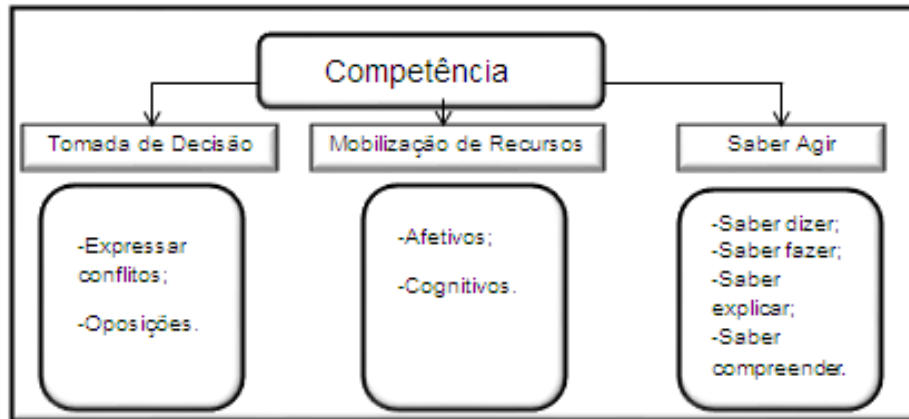 Competência
Tomada de Decisão
Mobilização de Recursos
Saber Agir
-Expressar
conflitos;
-Oposições.
-Afetivos;
-Cognitivos.
-Saber dizer;
-Saber fazer;
-Saber
explicar;
-Saber
compreender.